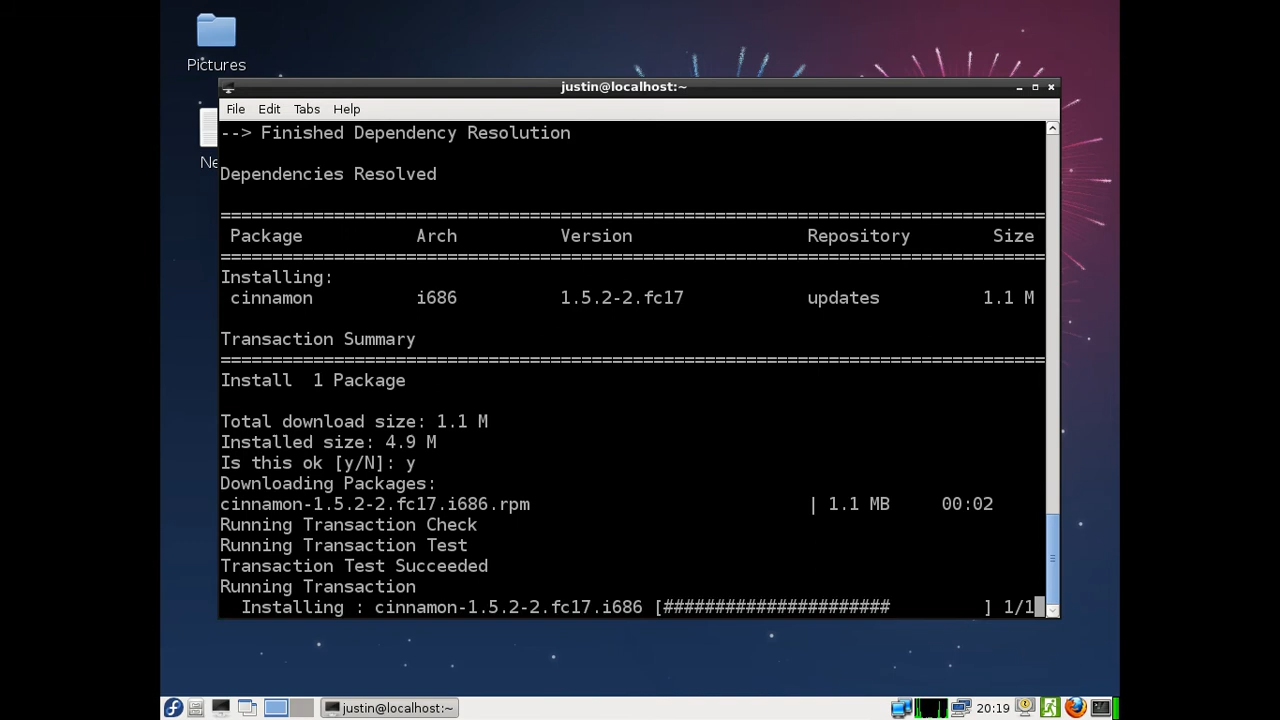 Pictures
justin@localhost:~
File Edit Tabs Help
Ne
--> Finished Dependency Resolution
Dependencies Resolved
================================================================================
Package Arch Version Repository Size
================================================================================
Installing:
cinnamon i686 1.5.2-2.fc17 updates 1.1 M
Transaction Summary
================================================================================
Install 1 Package
Total download size: 1.1 M
Installed size: 4.9 M
Is this ok [y/N]: y
Downloading Packages:
cinnamon-1.5.2-2.fc17.i686.rpm | 1.1 MB 00:02
Running Transaction Check
Running Transaction Test
Transaction Test Succeeded
Running Transaction
Installing : cinnamon-1.5.2-2.fc17.i686 [###################### ] 1/1
justin@localhost:~ 20:19